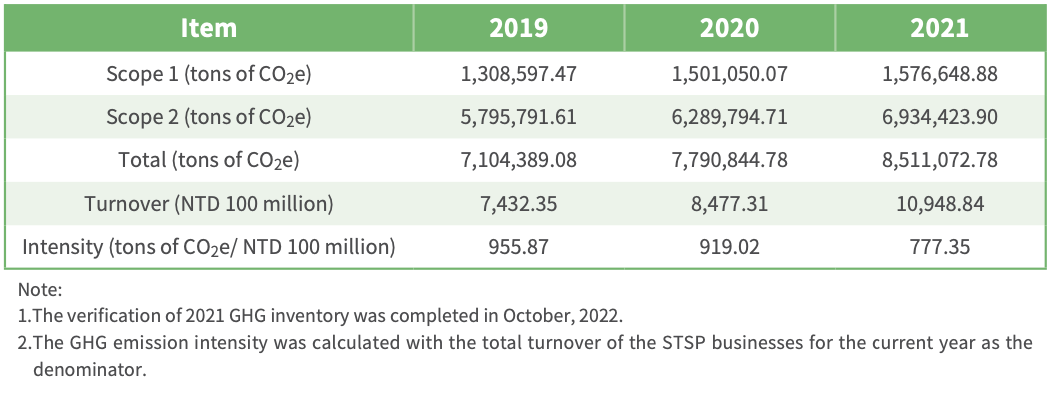 Item 2019 2020 2021
Scope 1 (tons of CO2e) 1,308,597.47 1,501,050.07 1,576,648.88
Scope 2 (tons of CO2e) 5,795,791.61 6,289,794.71 6,934,423.90
Total (tons of CO2e) 7,104,389.08 7,790,844.78 8,511,072.78
Turnover (NTD 100 million) 7,432.35 8,477.31 10,948.84
Intensity (tons of CO2e/ NTD 100 million) 955.87 919.02 777.35
Note:
1.The verification of 2021 GHG inventory was completed in October, 2022.
2.The GHG emission intensity was calculated with the total turnover of the STSP businesses for the current year as the
denominator.